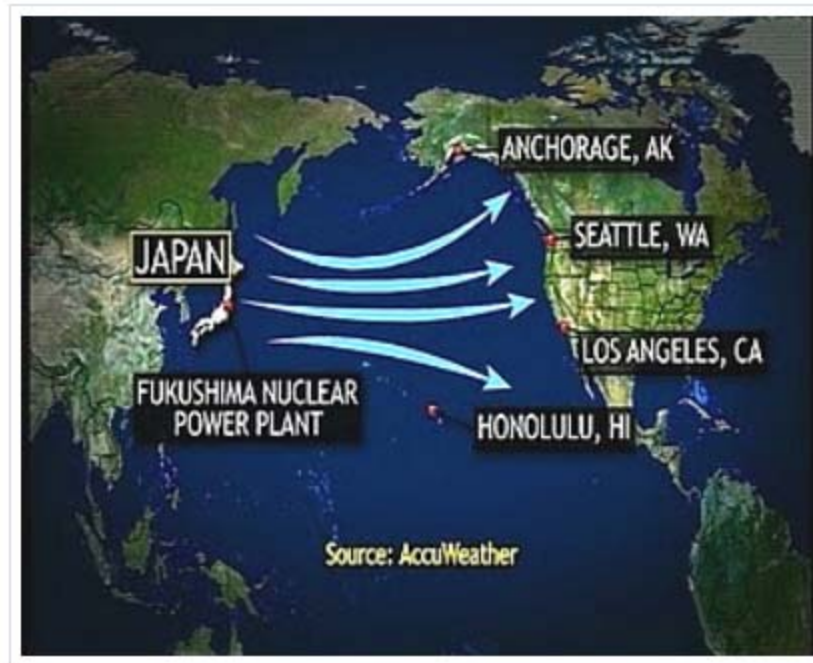 ANCHORAGE, AK
SEATTLE, WA
JAPAN
LOS ANGELES, CA
FUKUSHIMA NUCLEAR
POWER PLANT
HONOLULU, HI
Source: AccuWeather